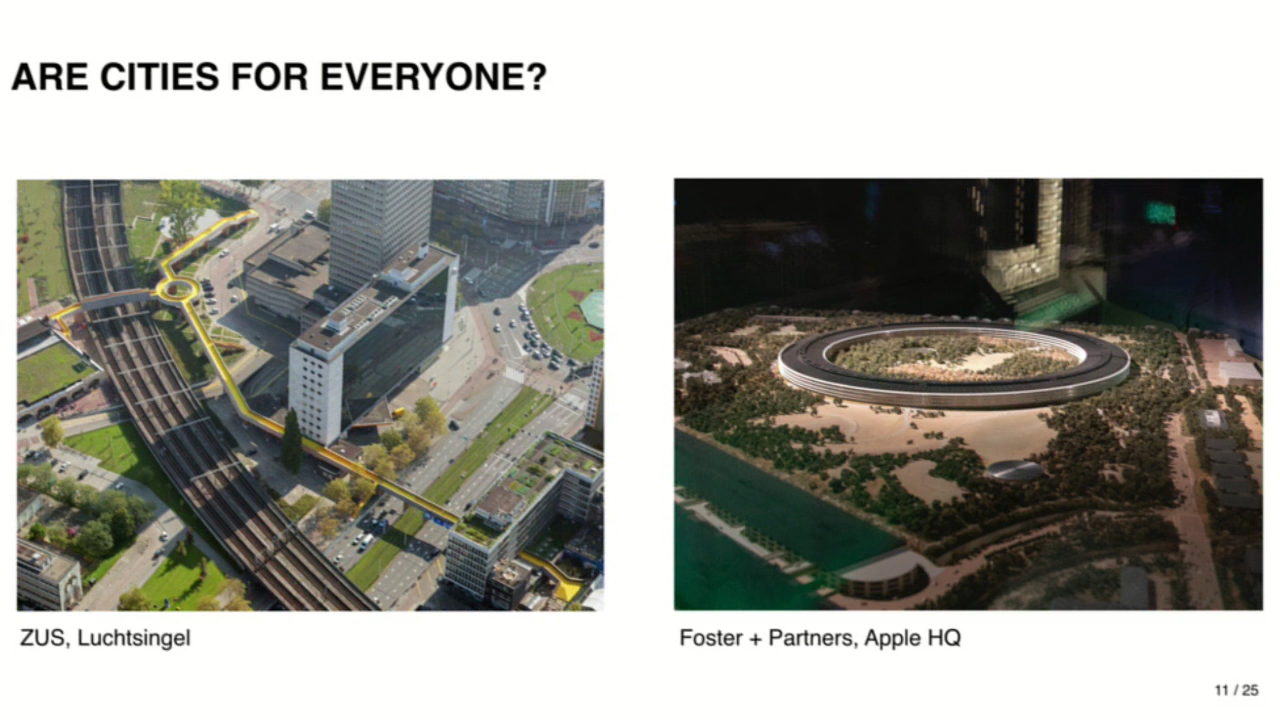 ARE CITIES FOR EVERYONE?
ZUS, Luchtsingel
Foster + Partners, Apple HQ
11 / 25